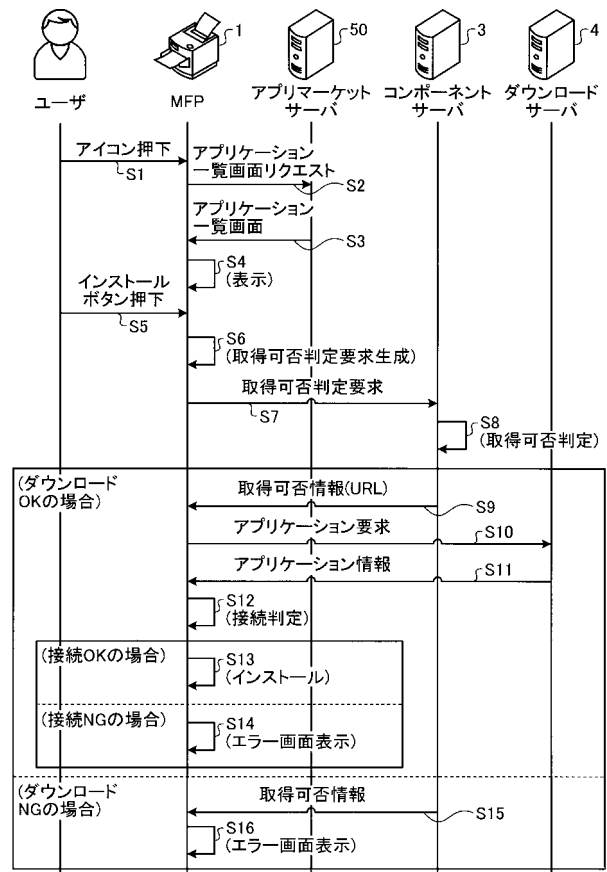 1
50
3
4
ユーザ
MFP
アプリマーケット
サーバ
コンポーネント
サーバ
ダウンロード
サーバ
アイコン押下
S1
アプリケーション
一覧画面リクエスト
S2
アプリケーション
一覧画面
S3
S4
(表示)
インストール
ボタン押下
S5
S6
(取得可否判定要求生成)
取得可否判定要求
S7
S8
(取得可否判定)
(ダウンロード
OKの場合)
取得可否情報(URL)
S9
アプリケーション要求
S10
アプリケーション情報
S11
S12
(接続判定)
(接続OKの場合)
S13
(インストール)
(接続NGの場合)
S14
(エラー画面表示)
(ダウンロード
NGの場合)
取得可否情報
S15
S16
(エラー画面表示)